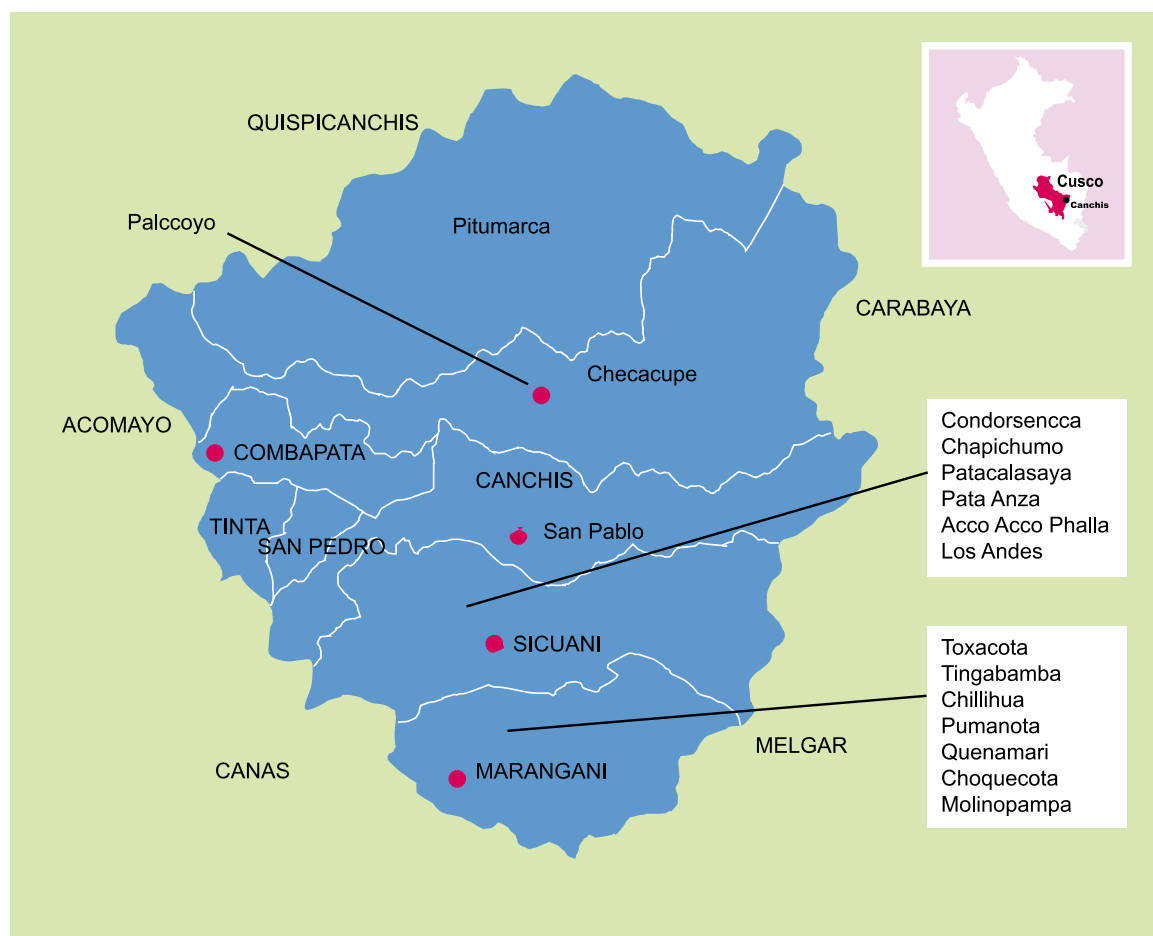 QUISPICANCHIS
Cusco
Canchis
Palccoyo
Pitumarca
CARABAYA
Checacupe
ACOMAYO
COMBAPATA
CANCHIS
TINTA
San Pablo
SAN PEDRO
SICUANI
Condorsencca
Chapichumo
Patacalasaya
Pata Anza
Acco Acco Phalla
Los Andes
Toxacota
Tingabamba
Chillihua
Pumanota
Quenamari
Choquecota
Molinopampa
MELGAR
CANAS
MARANGANI